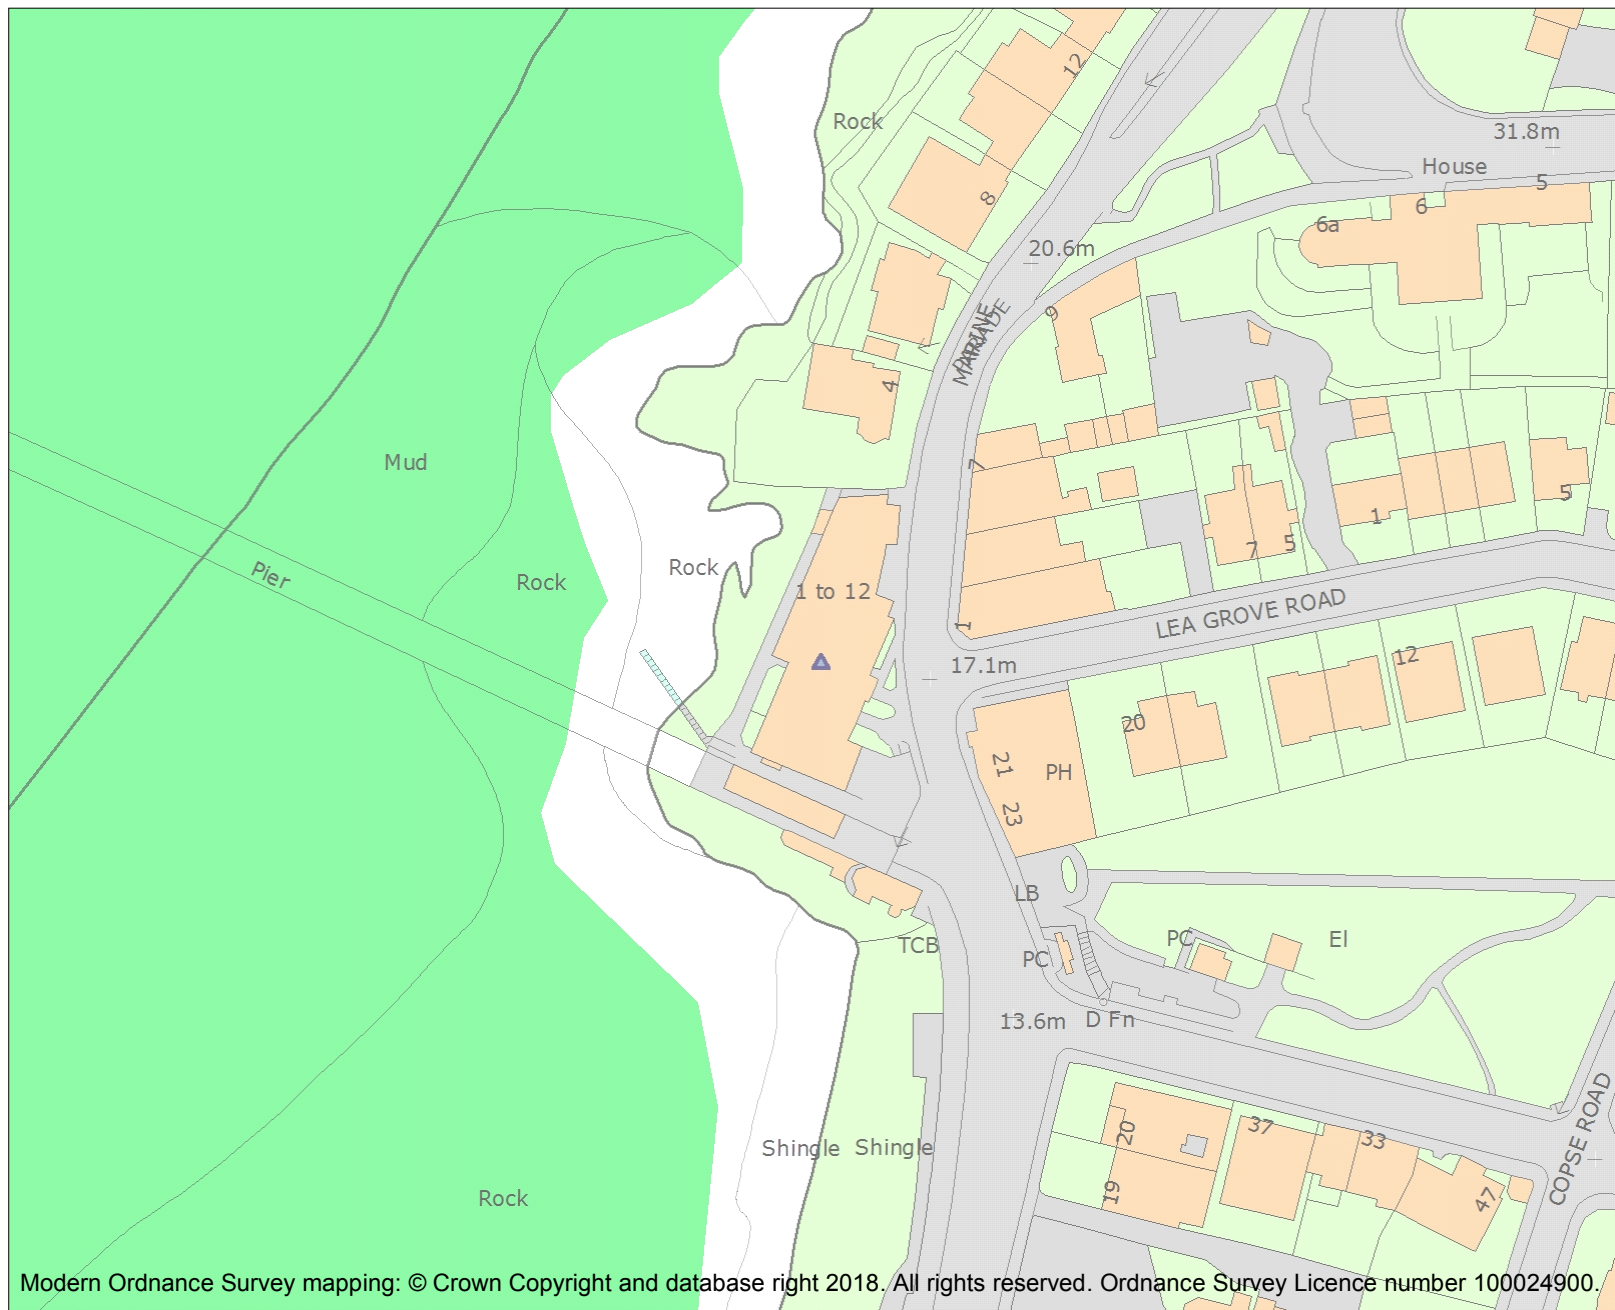 12
Rock
31.8m
House
5
8
6
6a
20.6m
9
MARINE
PARADE
4
Mud
7
5
1
7
5
Pier
Rock
Rock
1 to 12
1
LEA GROVE ROAD
17.1m
12
20
21
PH
23
LB
TCB
PC
PC
El
13.6m
D Fn
Shingle
Shingle
20
37
33
COPSE ROAD
19
47
Rock
Modern Ordnance Survey mapping: © Crown Copyright and database right 2018. All rights reserved. Ordnance Survey Licence number 100024900.